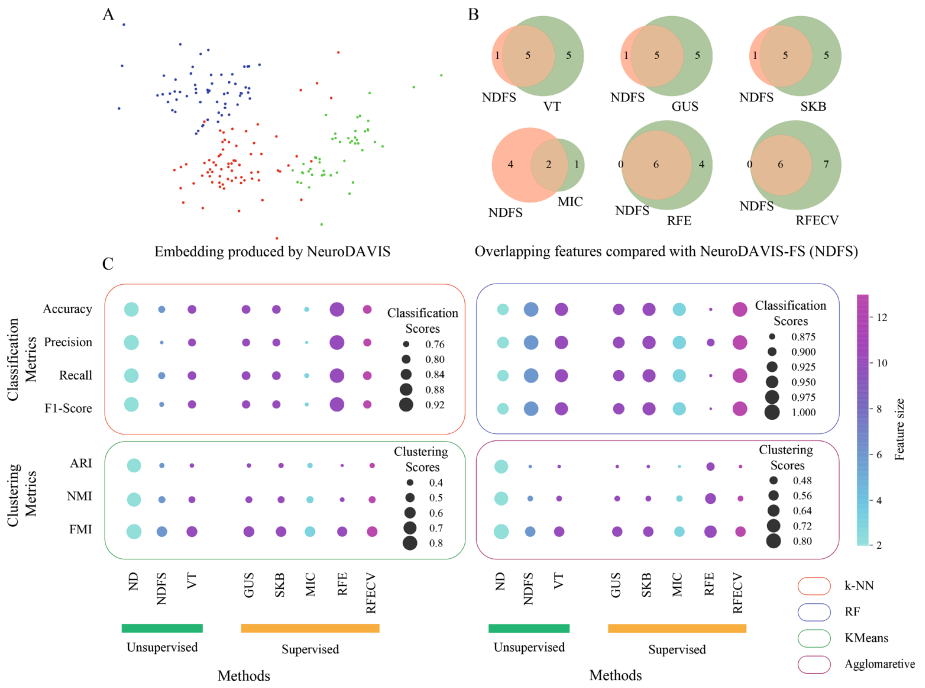 A
B
1 5 5
NDFS
VT
1 5 5
NDFS
GUS
1 5 5
NDFS
SKB
4 2 1
NDFS
MIC
0 6 4
NDFS
RFE
0 6 7
NDFS
RFECV
Embedding produced by NeuroDAVIS
Overlapping features compared with NeuroDAVIS-FS (NDFS)
C
Classification
Metrics
Accuracy
Precision
Recall
F1-Score
Classification
Scores
0.76
0.80
0.84
0.88
0.92
Classification
Scores
0.875
0.900
0.925
0.950
0.975
1.000
Clustering
Metrics
ARI
NMI
FMI
Clustering
Scores
0.4
0.5
0.6
0.7
0.8
Clustering
Scores
0.48
0.56
0.64
0.72
0.80
12
10
8
6
4
2
Feature size
ND
NDFS
VT
GUS
SKB
MIC
RFE
RFECV
ND
NDFS
VT
GUS
SKB
MIC
RFE
RFECV
Unsupervised
Supervised
Unsupervised
Supervised
Methods
Methods
k-NN
RF
KMeans
Agglomaretive